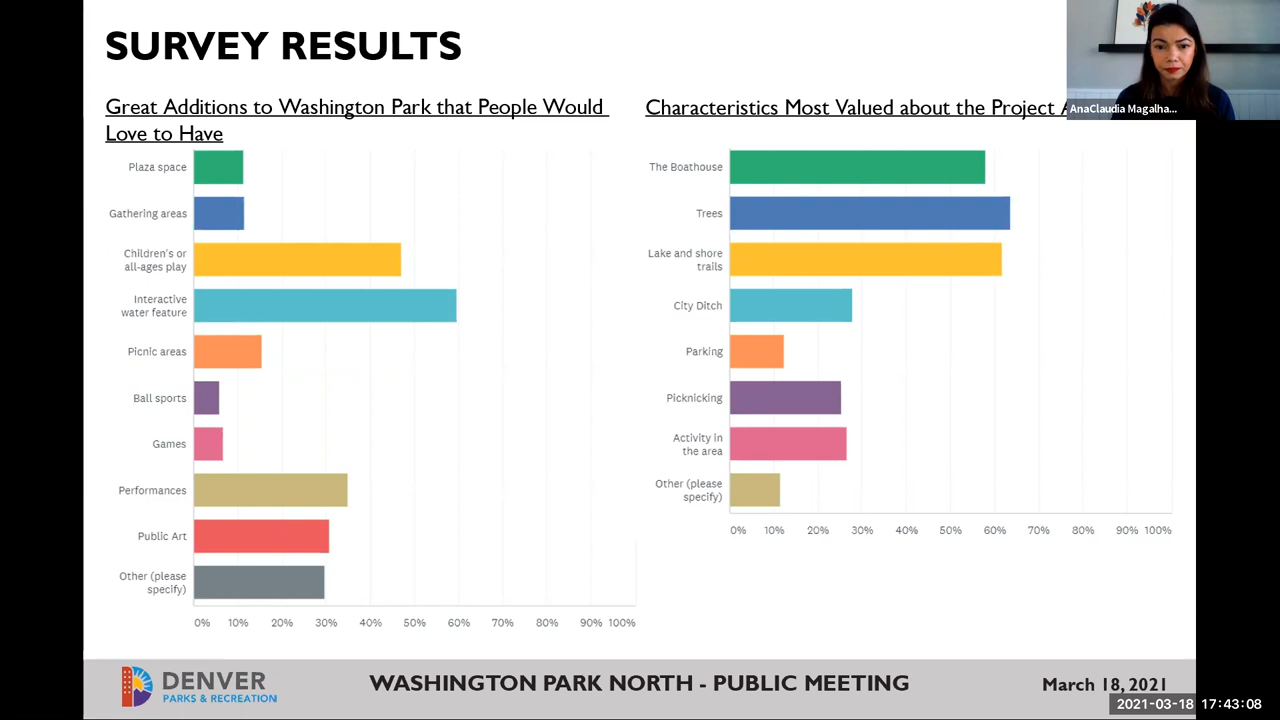 SURVEY RESULTS
Great Additions to Washington Park that People Would
Love to Have
Plaza space
Gathering areas
Children's or
all-ages play
Interactive
water feature
Picnic areas
Ball sports
Games
Performances
Public Art
Other (please
specify)
0% 10% 20% 30% 40% 50% 60% 70% 80% 90% 100%
Characteristics Most Valued about the Project A
The Boathouse
Trees
Lake and shore
trails
City Ditch
Parking
Picknicking
Activity in
the area
Other (please
specify)
0% 10% 20% 30% 40% 50% 60% 70% 80% 90% 100%
AnaClaudia Magalha...
DENVER
PARKS & RECREATION
WASHINGTON PARK NORTH - PUBLIC MEETING
March 18, 2021
2021-03-18 17:43:08